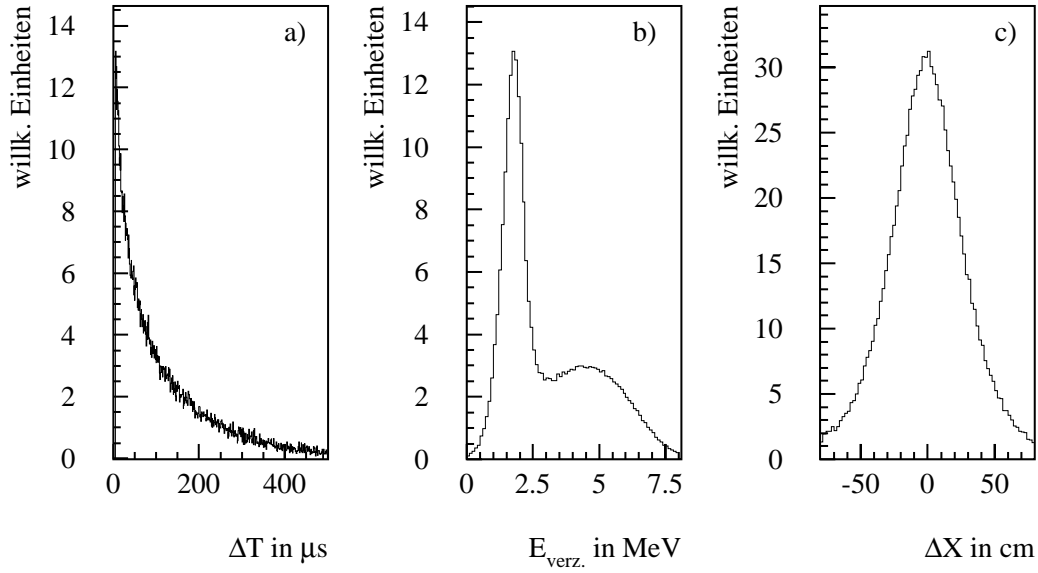 a)
willk. Einheiten
14
12
10
8
6
4
2
0
0 200 400
ΔT in μs
b)
willk. Einheiten
14
12
10
8
6
4
2
0
0 2.5 5 7.5
E_verz. in MeV
c)
willk. Einheiten
30
25
20
15
10
5
0
-50 0 50
ΔX in cm